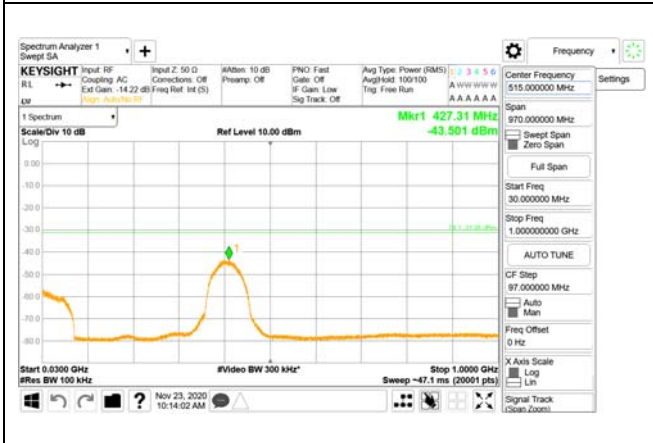 Spectrum Analyzer 1
Swept SA
+
Frequency
KEYSIGHT
Input: RF
Input Z: 50 Ω
#Atten: 10 dB
PNO: Fast
Avg Type: Power (RMS)
1 2 3 4 5 6
RL
Coupling: AC
Corrections: Off
Preamp: Off
Gate: Off
Avg|Hold: 100/100
A W W W W W
Ext Gain: -14.22 dB
Freq Ref: Int (S)
IF Gain: Low
Trig: Free Run
Align: Auto/No RF
Sig Track: Off
A A A A A A
1 Spectrum
Mkr1 427.31 MHz
Scale/Div 10 dB
Ref Level 10.00 dBm
-43.501 dBm
Log
0.00
-10.0
-20.0
-30.0
-40.0
-50.0
-60.0
-70.0
-80.0
1
Start 0.0300 GHz
#Video BW 300 kHz*
Stop 1.0000 GHz
#Res BW 100 kHz
Sweep ~47.1 ms (20001 pts)
?
Nov 23, 2020
10:14:02 AM
Center Frequency
515.000000 MHz
Settings
Span
970.000000 MHz
Swept Span
Zero Span
Full Span
Start Freq
30.000000 MHz
Stop Freq
1.000000000 GHz
AUTO TUNE
CF Step
97.000000 MHz
Auto
Man
Freq Offset
0 Hz
X Axis Scale
Log
Lin
Signal Track
(Span Zoom)